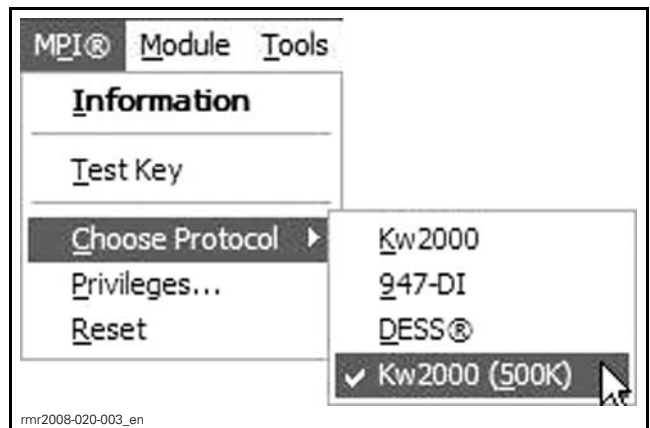 MPI® Module Tools
Information
Test Key
Choose Protocol
Privileges...
Reset
Kw2000
947-DI
DESS®
Kw2000 (500K)
rmr2008-020-003_en